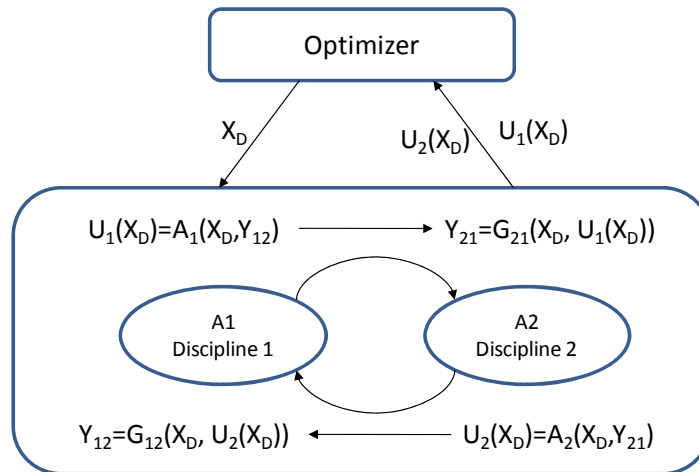 Optimizer
X_D
U_2(X_D) U_1(X_D)
U_1(X_D)=A_1(X_D,Y_12) Y_21=G_21(X_D, U_1(X_D))
A1
Discipline 1
A2
Discipline 2
Y_12=G_12(X_D, U_2(X_D)) U_2(X_D)=A_2(X_D,Y_21)